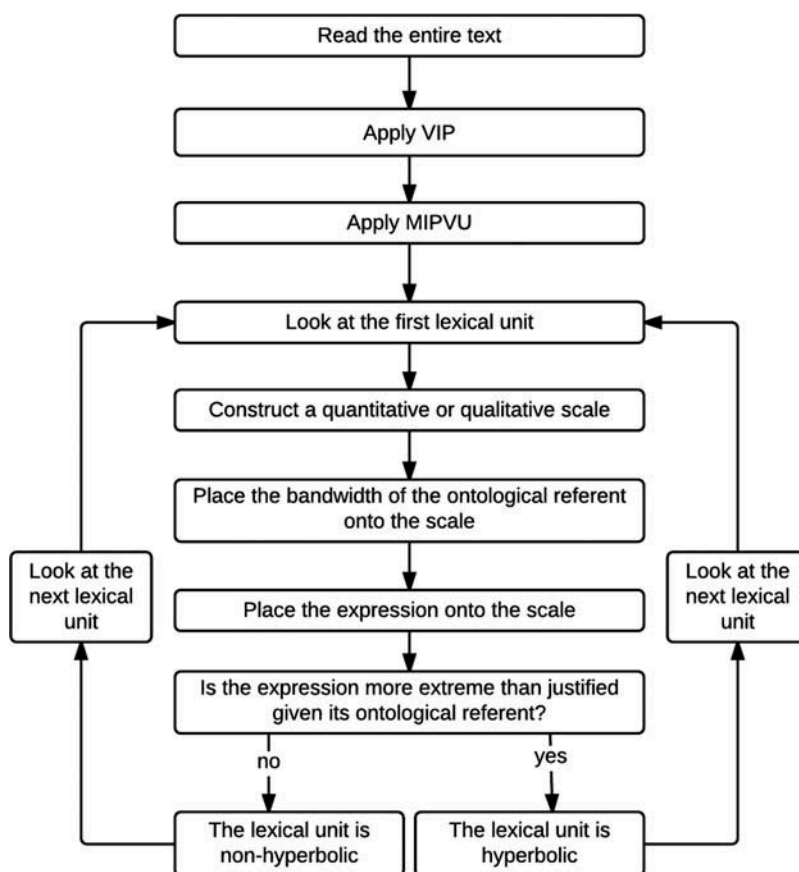 Read the entire text
Apply VIP
Apply MIPVU
Look at the first lexical unit
Construct a quantitative or qualitative scale
Place the bandwidth of the ontological referent
onto the scale
Look at the
next lexical
unit
Place the expression onto the scale
Look at the
next lexical
unit
Is the expression more extreme than justified
given its ontological referent?
no
yes
The lexical unit is
non-hyperbolic
The lexical unit is
hyperbolic